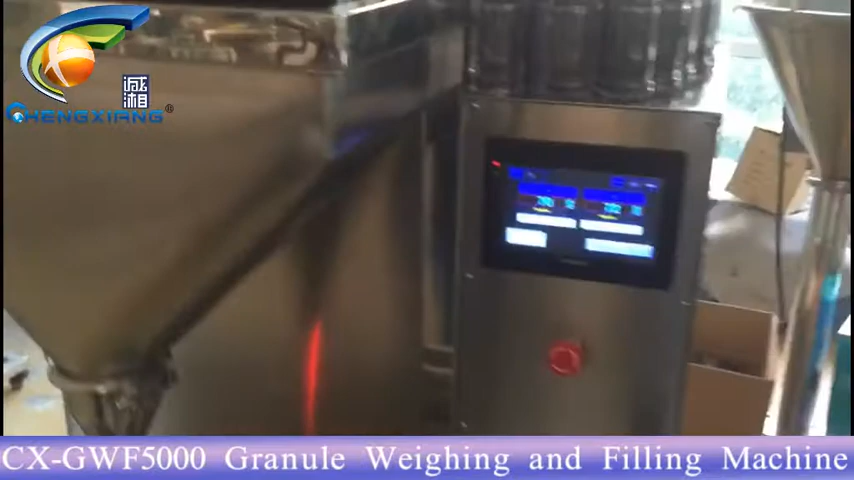 诚湘®
CHENGXIANG
CX-GWF5000 Granule Weighing and Filling Machine